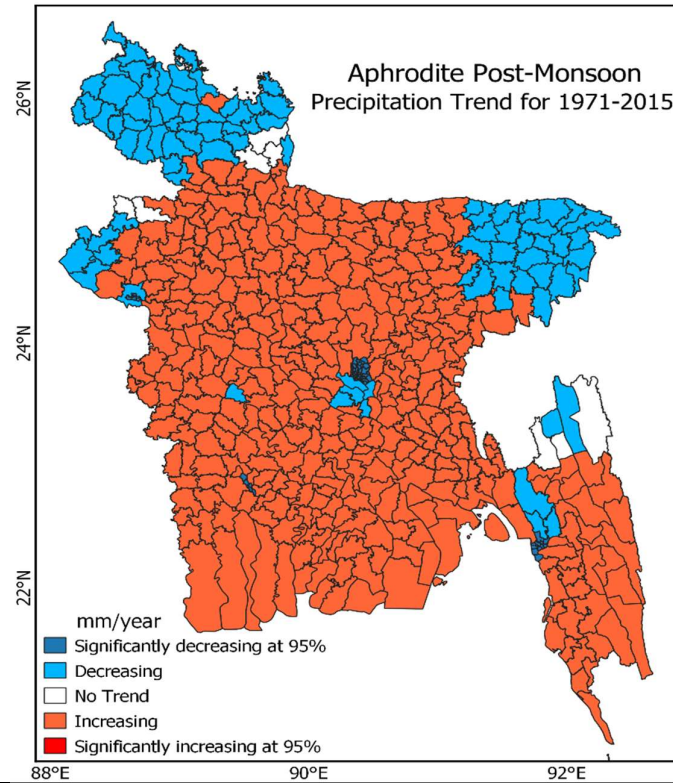 Aphrodite Post-Monsoon
Precipitation Trend for 1971-2015
26°N
24°N
22°N
mm/year
Significantly decreasing at 95%
Decreasing
No Trend
Increasing
Significantly increasing at 95%
88°E
90°E
92°E